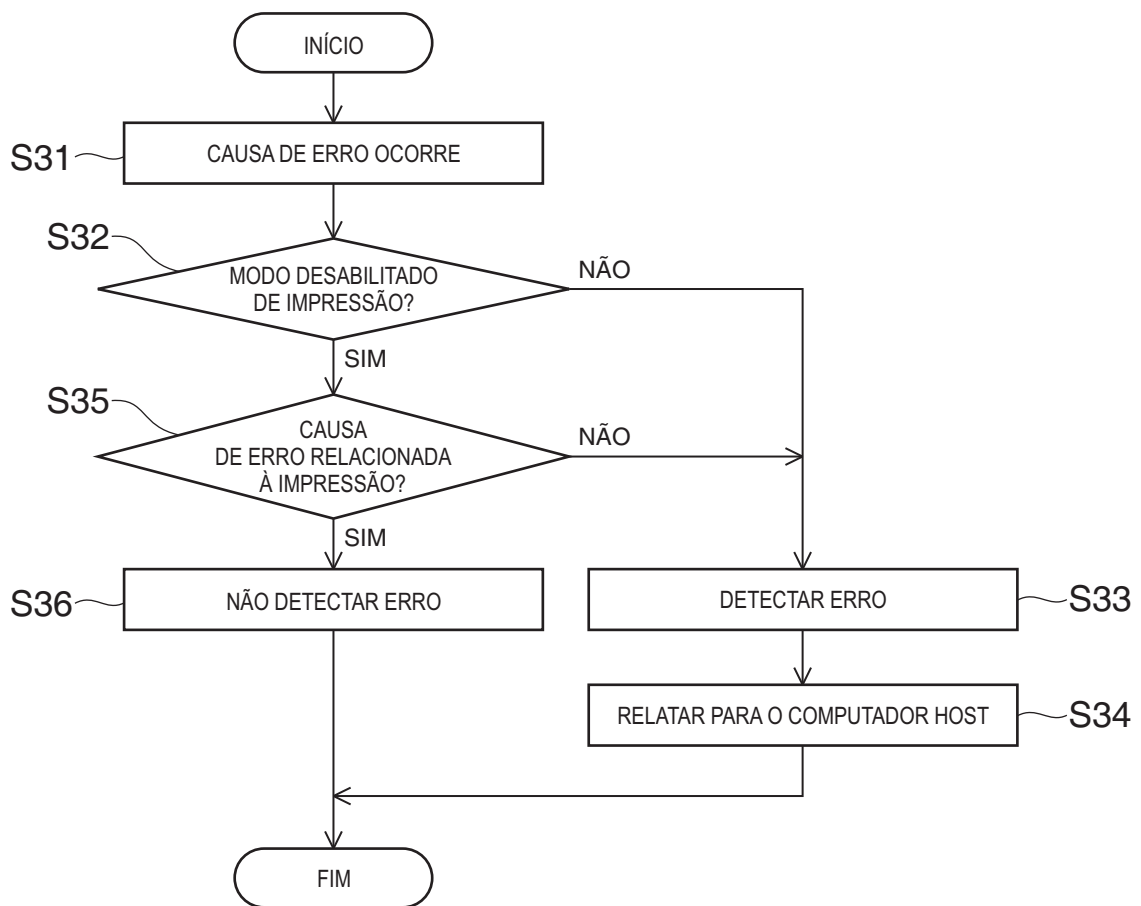 INÍCIO
S31
CAUSA DE ERRO OCORRE
S32
MODO DESABILITADO
DE IMPRESSÃO?
NÃO
SIM
S35
CAUSA
DE ERRO RELACIONADA
À IMPRESSÃO?
NÃO
SIM
S36
NÃO DETECTAR ERRO
DETECTAR ERRO
S33
RELATAR PARA O COMPUTADOR HOST
S34
FIM